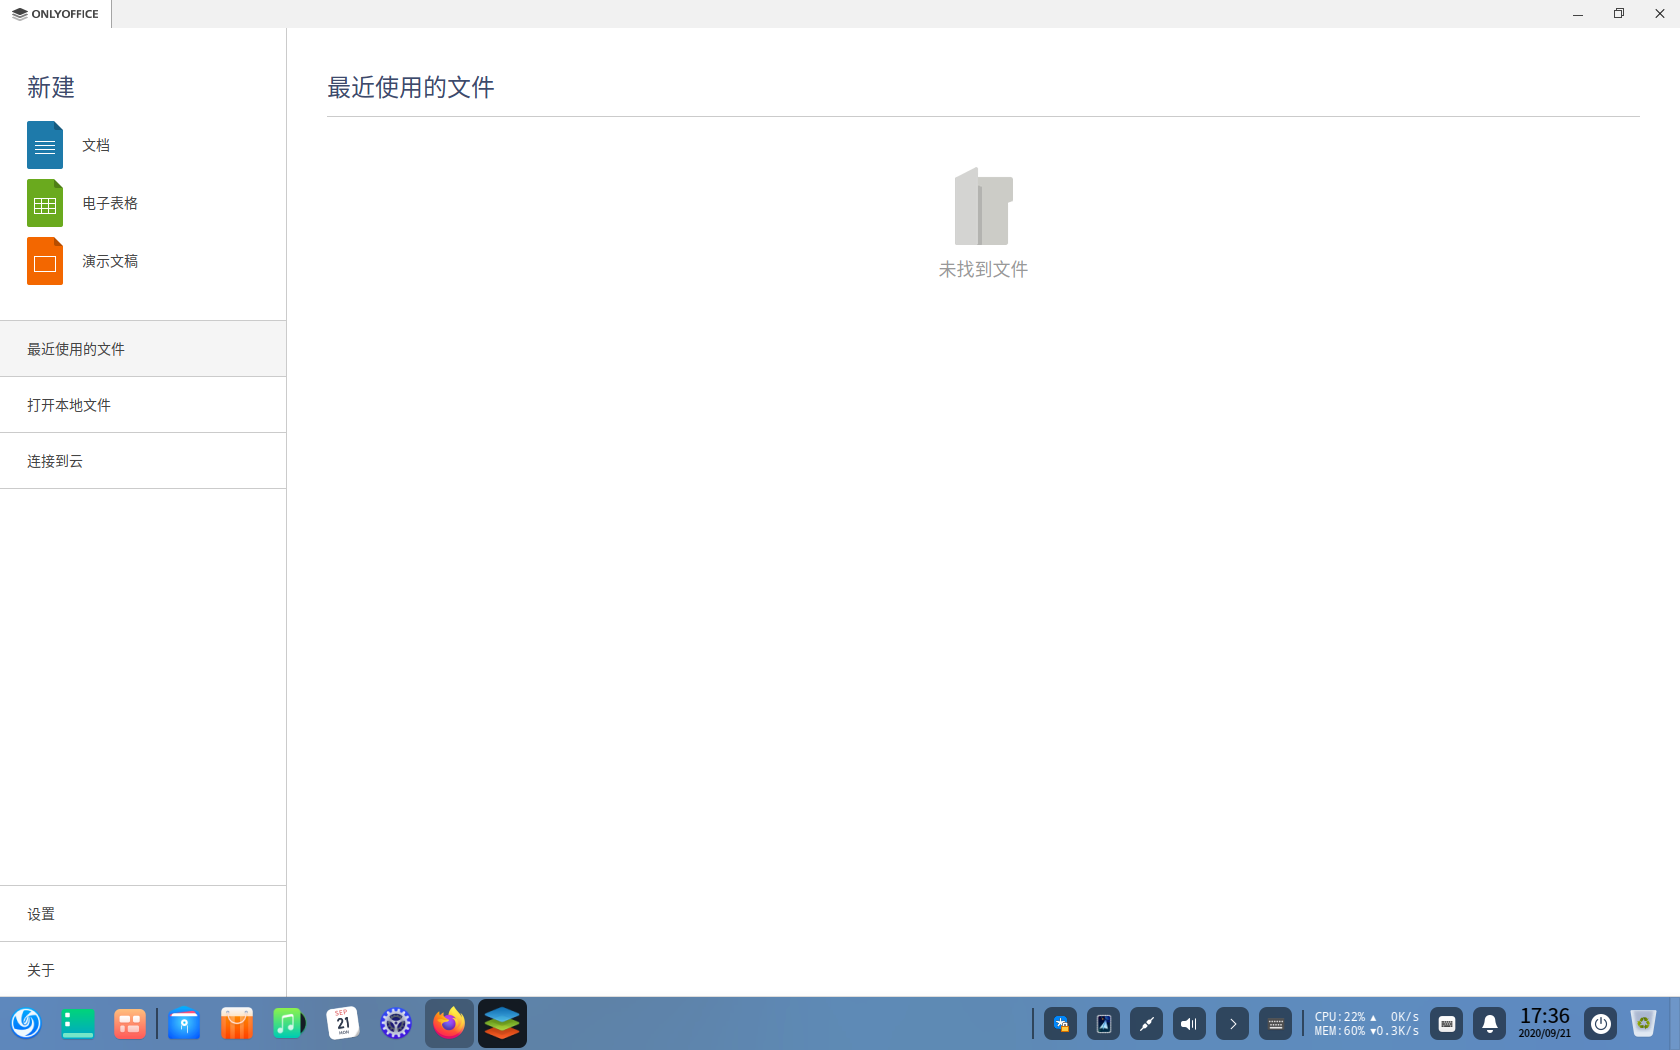 ONLYOFFICE
新建
文档
电子表格
演示文稿
最近使用的文件
打开本地文件
连接到云
设置
关于
最近使用的文件
未找到文件
SEP
21
MON
CPU:22% ▲ 0K/s
MEM:60% ▼0.3K/s
17:36
2020/09/21